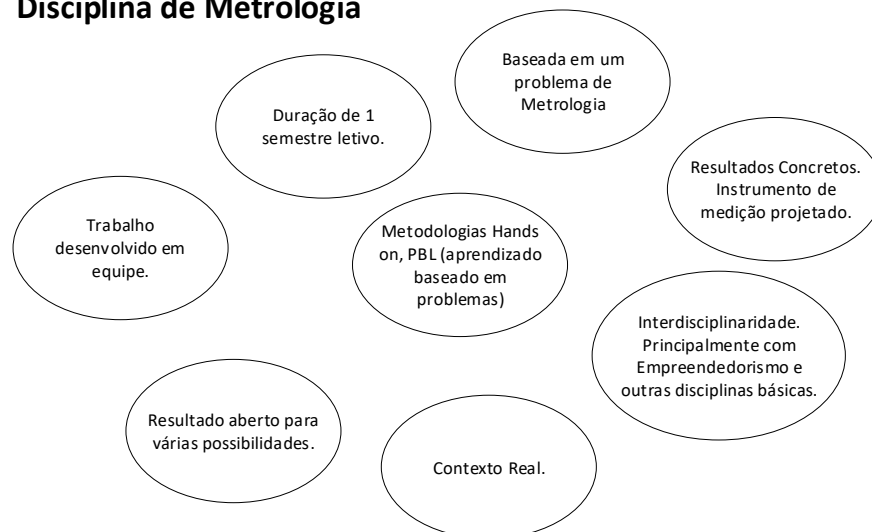 Disciplina de Metrologia
Baseada em um
problema de
Metrologia
Duração de 1
semestre letivo.
Resultados Concretos.
Instrumento de
medição projetado.
Trabalho
desenvolvido em
equipe.
Metodologias Hands
on, PBL (aprendizado
baseado em
problemas)
Interdisciplinaridade.
Principalmente com
Empreendedorismo e
outras disciplinas básicas.
Resultado aberto para
várias possibilidades.
Contexto Real.